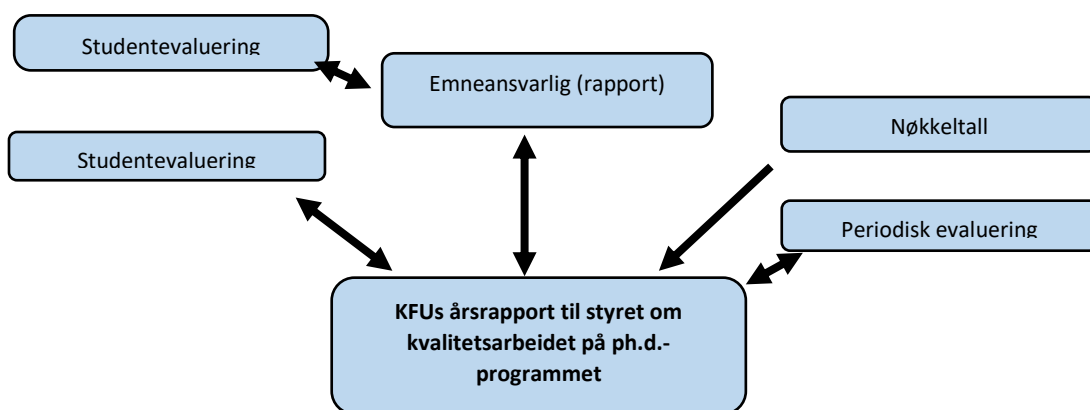 Studentevaluering
Emneansvarlig (rapport)
Nøkkeltall
Studentevaluering
Periodisk evaluering
KFUs årsrapport til styret om
kvalitetsarbeidet på ph.d.-
programmet